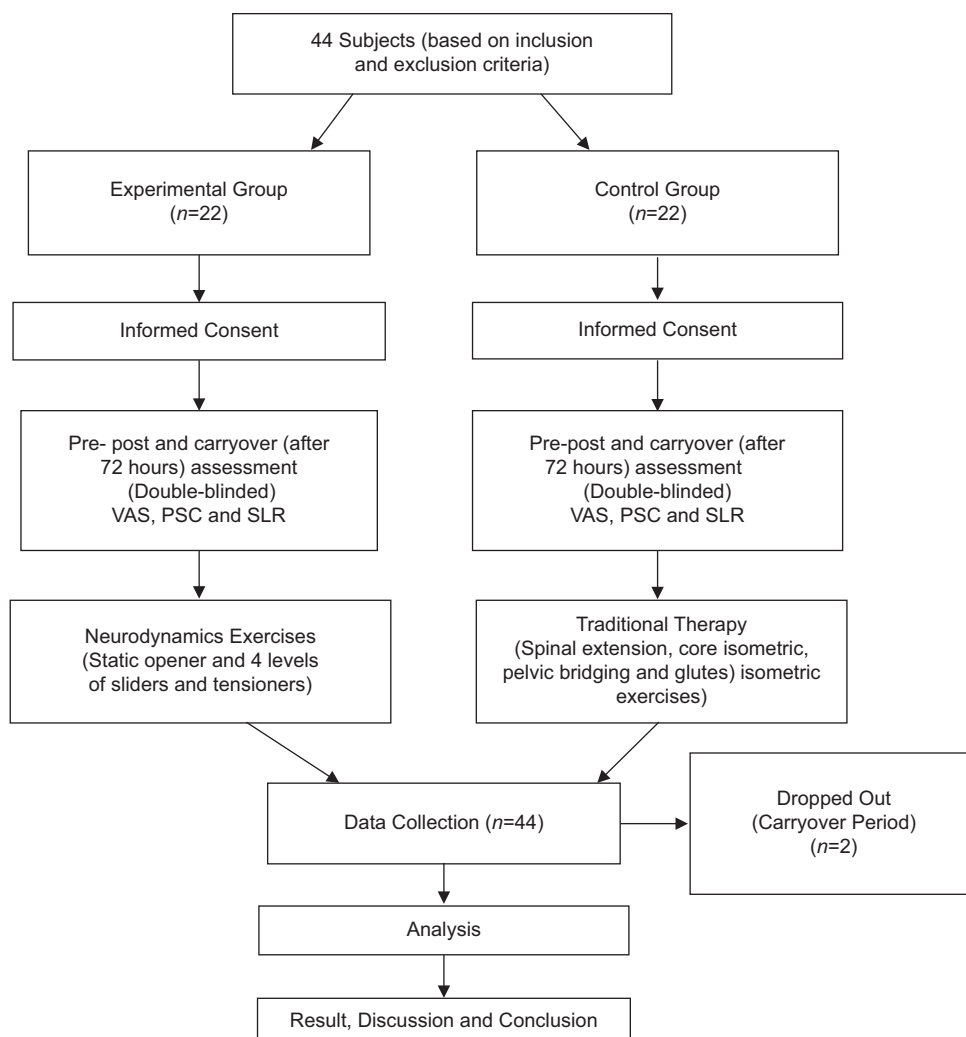 44 Subjects (based on inclusion
and exclusion criteria)
Experimental Group
(n=22)
Control Group
(n=22)
Informed Consent
Informed Consent
Pre- post and carryover (after
72 hours) assessment
(Double-blinded)
VAS, PSC and SLR
Pre-post and carryover (after
72 hours) assessment
(Double-blinded)
VAS, PSC and SLR
Neurodynamics Exercises
(Static opener and 4 levels
of sliders and tensioners)
Traditional Therapy
(Spinal extension, core isometric,
pelvic bridging and glutes) isometric
exercises)
Data Collection (n=44)
Dropped Out
(Carryover Period)
(n=2)
Analysis
Result, Discussion and Conclusion